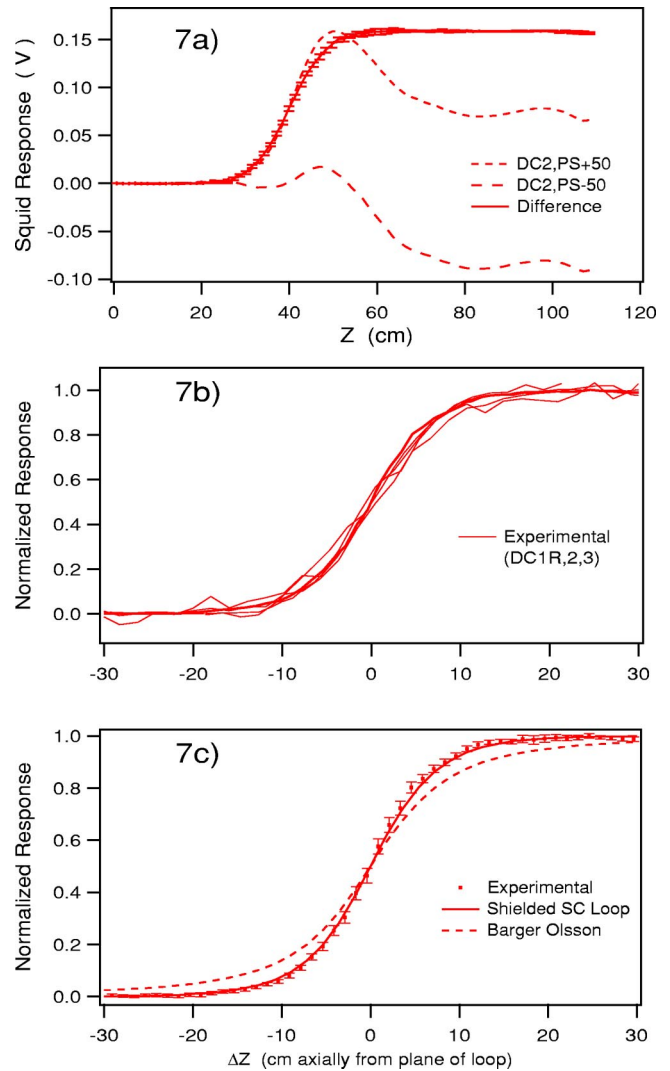 7a)
Squid Response ( V )
0.15
0.10
0.05
0.00
-0.05
-0.10
DC2,PS+50
DC2,PS-50
Difference
0
20
40
60
80
100
120
Z (cm)
7b)
Normalized Response
1.0
0.8
0.6
0.4
0.2
0.0
Experimental
(DC1R,2,3)
-30
-20
-10
0
10
20
30
7c)
Normalized Response
1.0
0.8
0.6
0.4
0.2
0.0
Experimental
Shielded SC Loop
Barger Olsson
-30
-20
-10
0
10
20
30
ΔZ (cm axially from plane of loop)